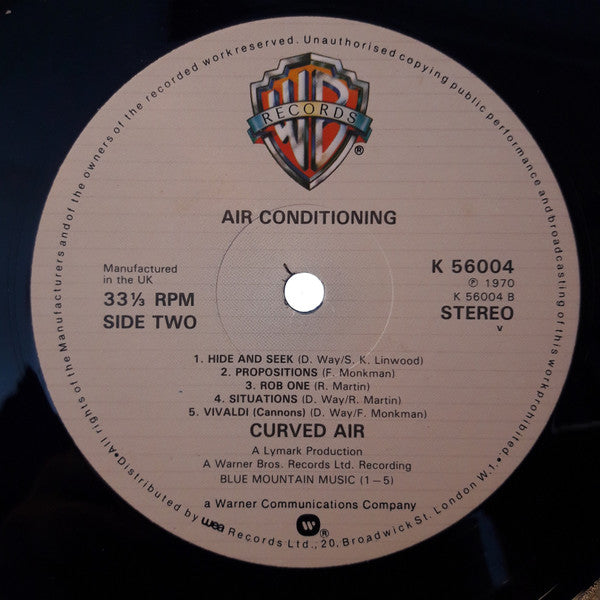 All rights of the Manufacturers and of the owners of the recorded work reserved. Unauthorised copying public performance and broadcasting of this work prohibited.
WB
RECORDS
®
AIR CONDITIONING
Manufactured
in the UK
33⅓ RPM
SIDE TWO
K 56004
℗ 1970
K 56004 B
STEREO
V
1. HIDE AND SEEK (D. Way/S. K. Linwood)
2. PROPOSITIONS (F. Monkman)
3. ROB ONE (R. Martin)
4. SITUATIONS (D. Way/R. Martin)
5. VIVALDI (Cannons) (D. Way/F. Monkman)
CURVED AIR
A Lymark Production
A Warner Bros. Records Ltd. Recording
BLUE MOUNTAIN MUSIC (1–5)
a Warner Communications Company
W ®
•Distributed by wea Records Ltd., 20, Broadwick St. London W.1.•